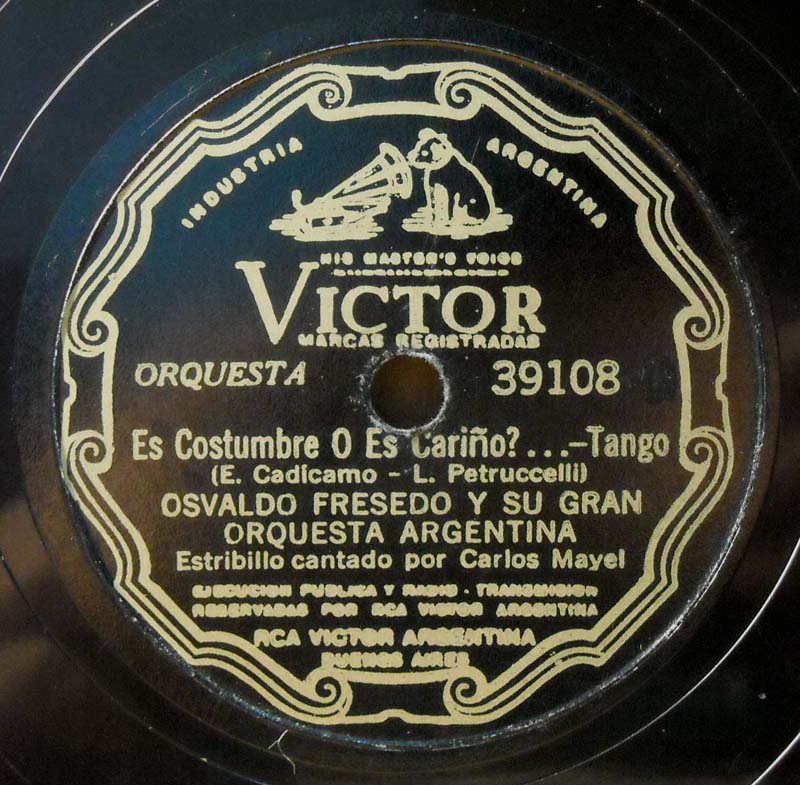 INDUSTRIA ARGENTINA
HIS MASTER'S VOICE
VICTOR
MARCAS REGISTRADAS
ORQUESTA 39108
Es Costumbre O Es Cariño?...-Tango
(E. Cadícamo - L. Petruccelli)
OSVALDO FRESEDO Y SU GRAN
ORQUESTA ARGENTINA
Estribillo cantado por Carlos Mayel
EJECUCION PUBLICA Y RADIO - TRANSMISION
RESERVADAS POR RCA VICTOR ARGENTINA
RCA VICTOR ARGENTINA
BUENOS AIRES